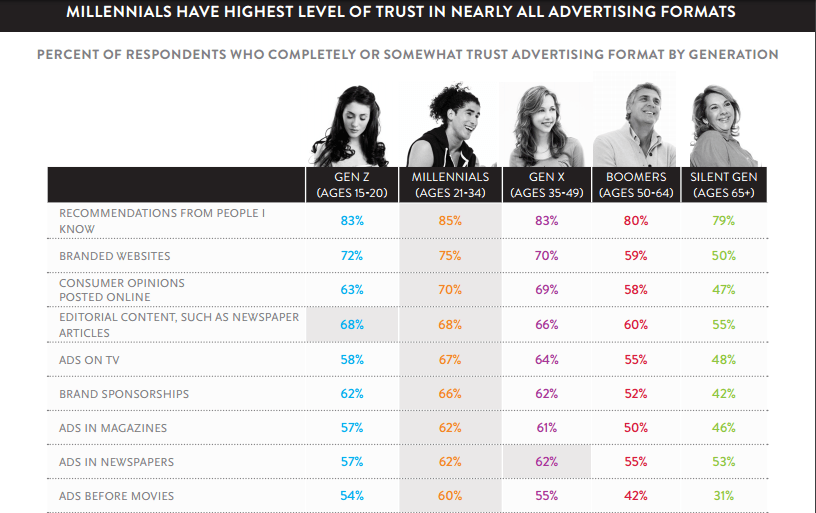 MILLENNIALS HAVE HIGHEST LEVEL OF TRUST IN NEARLY ALL ADVERTISING FORMATS
PERCENT OF RESPONDENTS WHO COMPLETELY OR SOMEWHAT TRUST ADVERTISING FORMAT BY GENERATION
GEN Z MILLENNIALS GEN X BOOMERS SILENT GEN
(AGES 15-20) (AGES 21-34) (AGES 35-49) (AGES 50-64) (AGES 65+)
RECOMMENDATIONS FROM PEOPLE I
KNOW 83% 85% 83% 80% 79%
BRANDED WEBSITES 72% 75% 70% 59% 50%
CONSUMER OPINIONS
POSTED ONLINE 63% 70% 69% 58% 47%
EDITORIAL CONTENT, SUCH AS NEWSPAPER
ARTICLES 68% 68% 66% 60% 55%
ADS ON TV 58% 67% 64% 55% 48%
BRAND SPONSORSHIPS 62% 66% 62% 52% 42%
ADS IN MAGAZINES 57% 62% 61% 50% 46%
ADS IN NEWSPAPERS 57% 62% 62% 55% 53%
ADS BEFORE MOVIES 54% 60% 55% 42% 31%